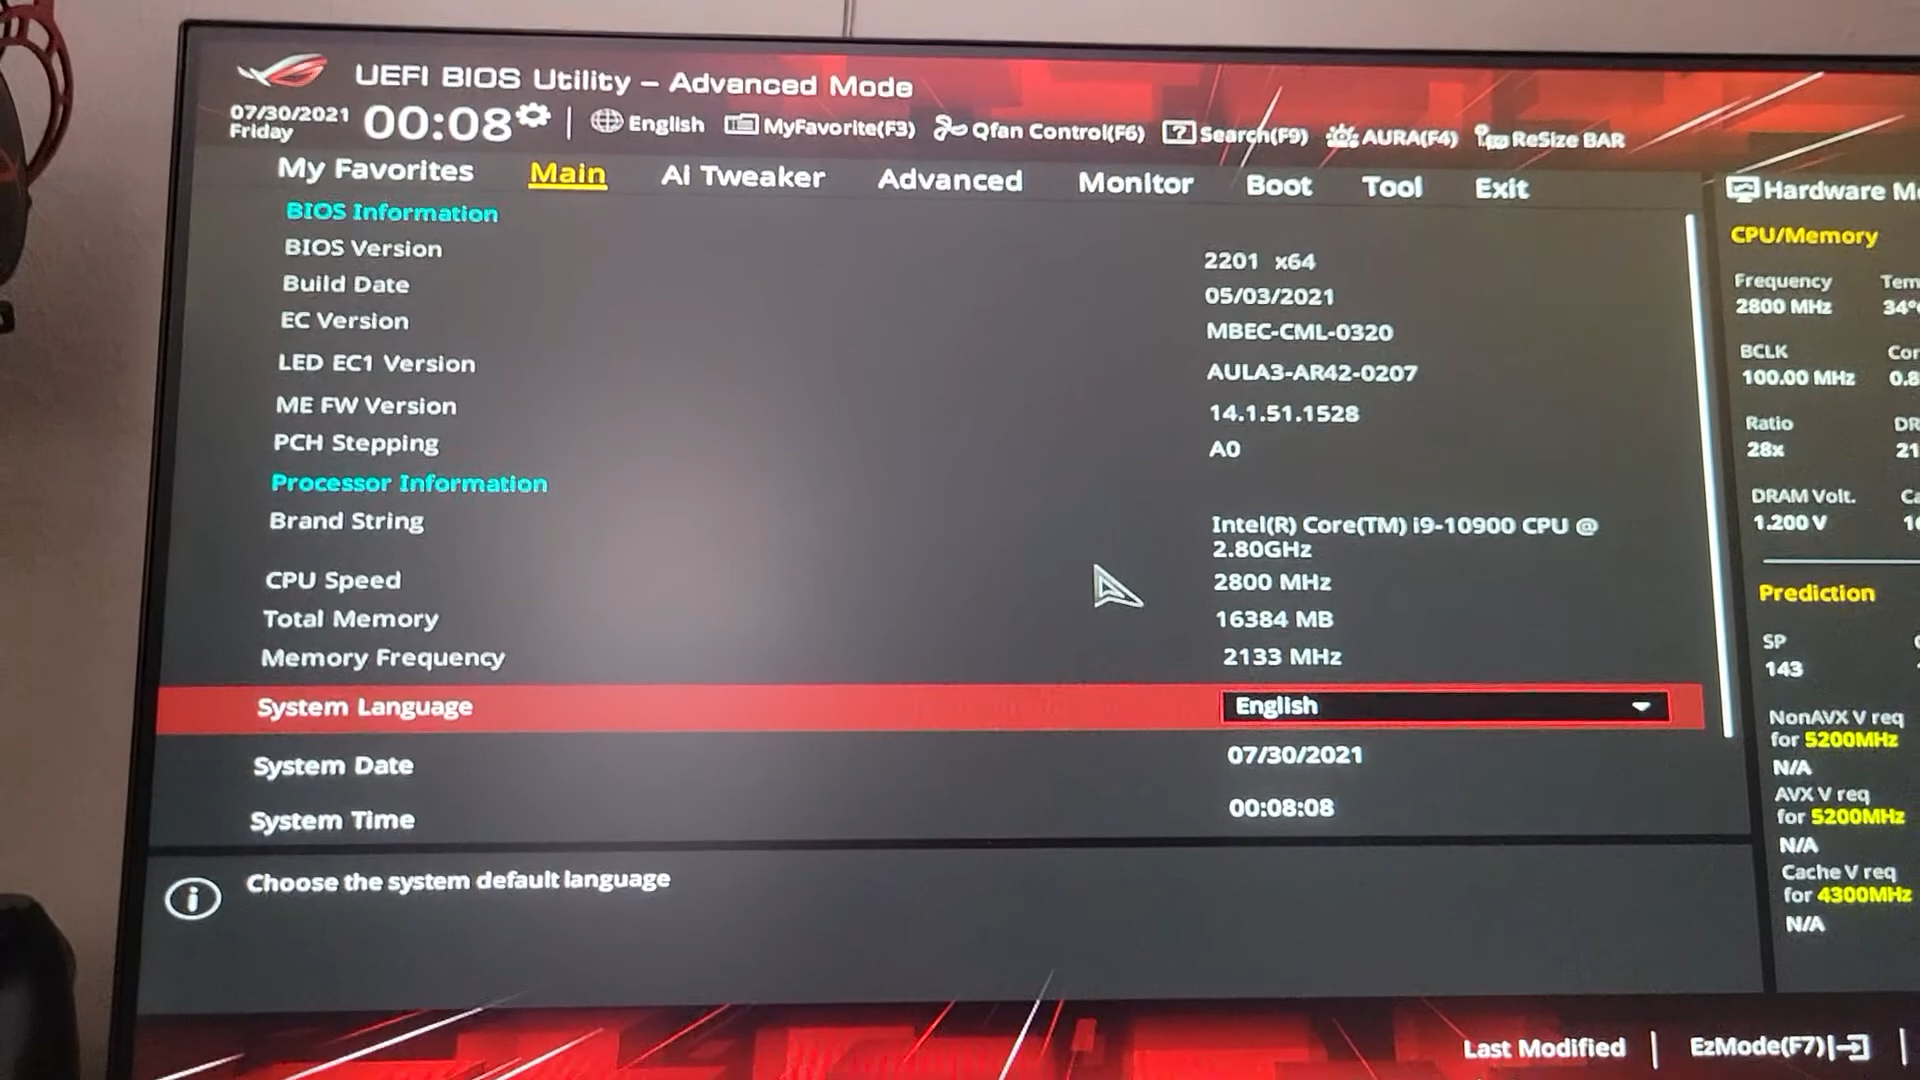 UEFI BIOS Utility – Advanced Mode
07/30/2021
Friday
00:08
English
MyFavorite(F3)
Qfan Control(F6)
Search(F9)
AURA(F4)
ReSize BAR
My Favorites
Main
Ai Tweaker
Advanced
Monitor
Boot
Tool
Exit
BIOS Information
BIOS Version 2201 x64
Build Date 05/03/2021
EC Version MBEC-CML-0320
LED EC1 Version AULA3-AR42-0207
ME FW Version 14.1.51.1528
PCH Stepping A0
Processor Information
Brand String Intel(R) Core(TM) i9-10900 CPU @
2.80GHz
CPU Speed 2800 MHz
Total Memory 16384 MB
Memory Frequency 2133 MHz
System Language English
System Date 07/30/2021
System Time 00:08:08
Choose the system default language
Hardware
CPU/Memory
Frequency
2800 MHz
BCLK
100.00 MHz
Ratio
28x
DRAM Volt.
1.200 V
Prediction
SP
143
NonAVX V req
for 5200MHz
N/A
AVX V req
for 5200MHz
N/A
Cache V req
for 4300MHz
N/A
Last Modified
EzMode(F7)